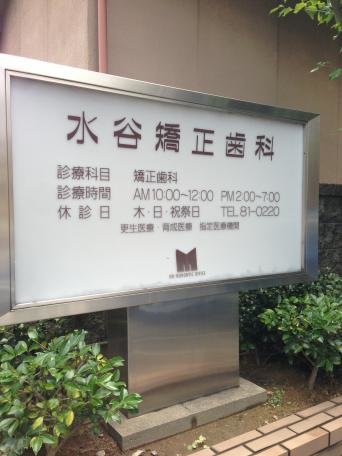 水谷矯正歯科
診療科目 矯正歯科
診療時間 AM10:00~12:00 PM2:00~7:00
休診日 木・日・祝祭日 TEL 81-0220
更生医療・育成医療 指定医療機関